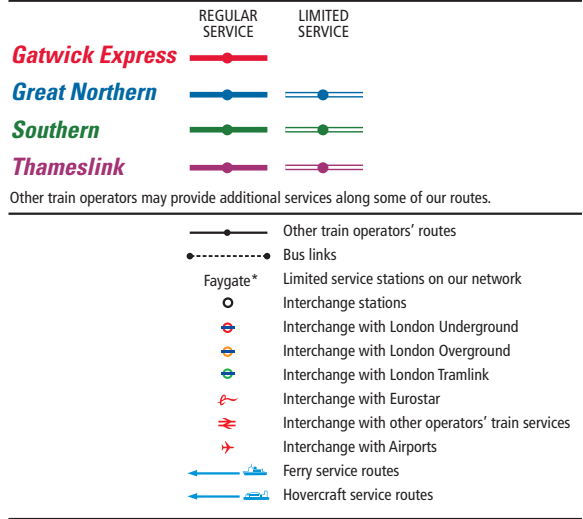 REGULAR LIMITED
SERVICE SERVICE
Gatwick Express
Great Northern
Southern
Thameslink
Other train operators may provide additional services along some of our routes.
Other train operators' routes
Bus links
Faygate* Limited service stations on our network
Interchange stations
Interchange with London Underground
Interchange with London Overground
Interchange with London Tramlink
Interchange with Eurostar
Interchange with other operators' train services
Interchange with Airports
Ferry service routes
Hovercraft service routes